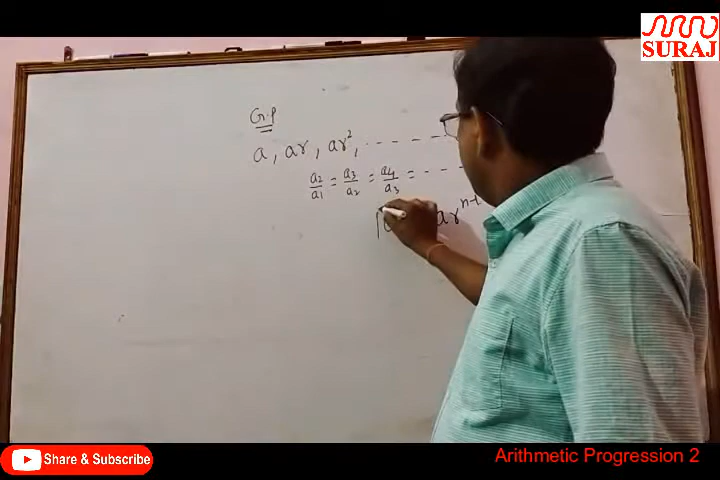 SURAJ
G.P
a, ar, ar², - - - - -
a₂/a₁ = a₃/a₂ = a₄/a₃ = - - - -
ar^{n-1}
Share & Subscribe
Arithmetic Progression 2